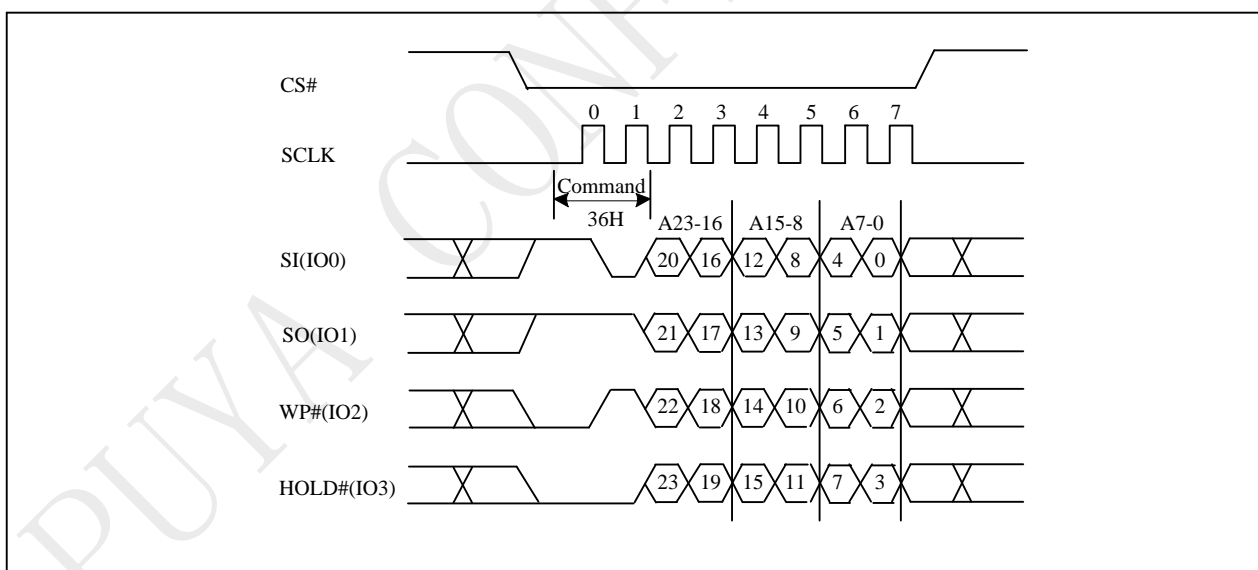 CS#
0 1 2 3 4 5 6 7
SCLK
Command
36H
A23-16 A15-8 A7-0
SI(IO0)
20 16 12 8 4 0
SO(IO1)
21 17 13 9 5 1
WP#(IO2)
22 18 14 10 6 2
HOLD#(IO3)
23 19 15 11 7 3
PUYA CONF